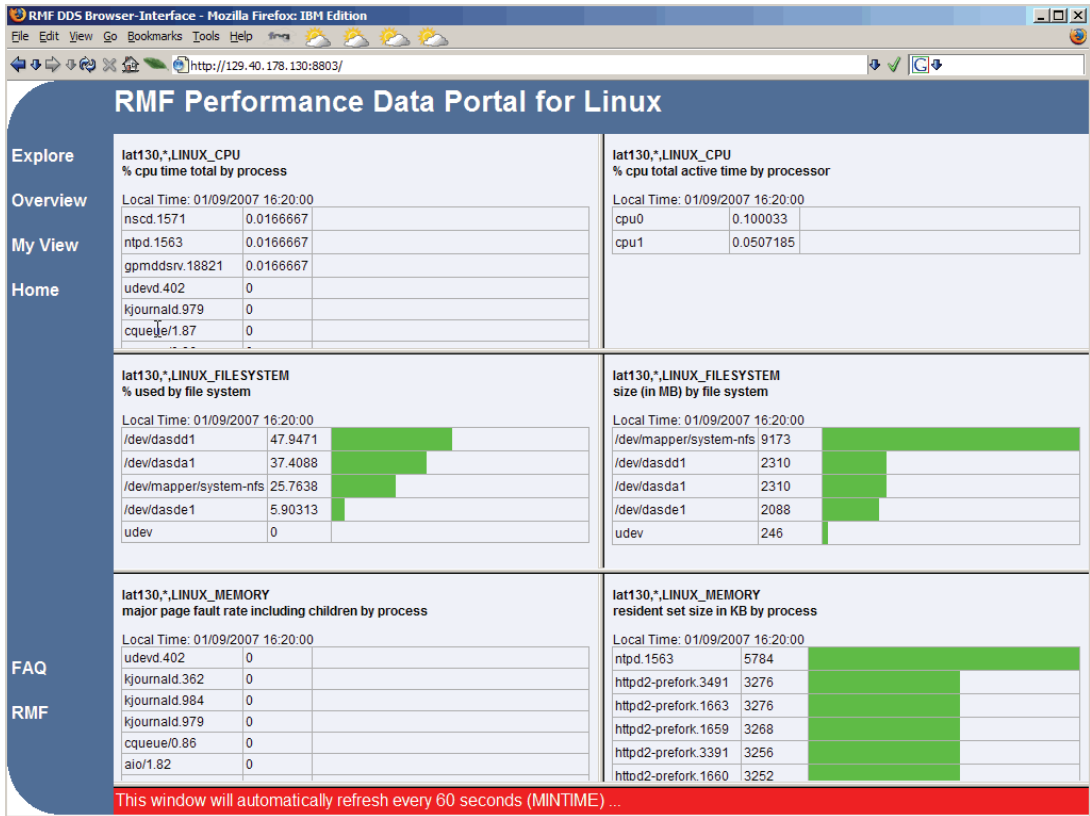 RMF DDS Browser-Interface - Mozilla Firefox: IBM Edition
File Edit View Go Bookmarks Tools Help
http://129.40.178.130:8803/
G
RMF Performance Data Portal for Linux
Explore
Overview
My View
Home
FAQ
RMF
lat130,*,LINUX_CPU
% cpu time total by process
Local Time: 01/09/2007 16:20:00
nscd.1571 0.0166667
ntpd.1563 0.0166667
gpmddsrv.18821 0.0166667
udevd.402 0
kjournald.979 0
cqueue/1.87 0
lat130,*,LINUX_CPU
% cpu total active time by processor
Local Time: 01/09/2007 16:20:00
cpu0 0.100033
cpu1 0.0507185
lat130,*,LINUX_FILESYSTEM
% used by file system
Local Time: 01/09/2007 16:20:00
/dev/dasdd1 47.9471
/dev/dasda1 37.4088
/dev/mapper/system-nfs 25.7638
/dev/dasde1 5.90313
udev 0
lat130,*,LINUX_FILESYSTEM
size (in MB) by file system
Local Time: 01/09/2007 16:20:00
/dev/mapper/system-nfs 9173
/dev/dasdd1 2310
/dev/dasda1 2310
/dev/dasde1 2088
udev 246
lat130,*,LINUX_MEMORY
major page fault rate including children by process
Local Time: 01/09/2007 16:20:00
udevd.402 0
kjournald.362 0
kjournald.984 0
kjournald.979 0
cqueue/0.86 0
aio/1.82 0
lat130,*,LINUX_MEMORY
resident set size in KB by process
Local Time: 01/09/2007 16:20:00
ntpd.1563 5784
httpd2-prefork.3491 3276
httpd2-prefork.1663 3276
httpd2-prefork.1659 3268
httpd2-prefork.3391 3256
httpd2-prefork.1660 3252
This window will automatically refresh every 60 seconds (MINTIME) ...